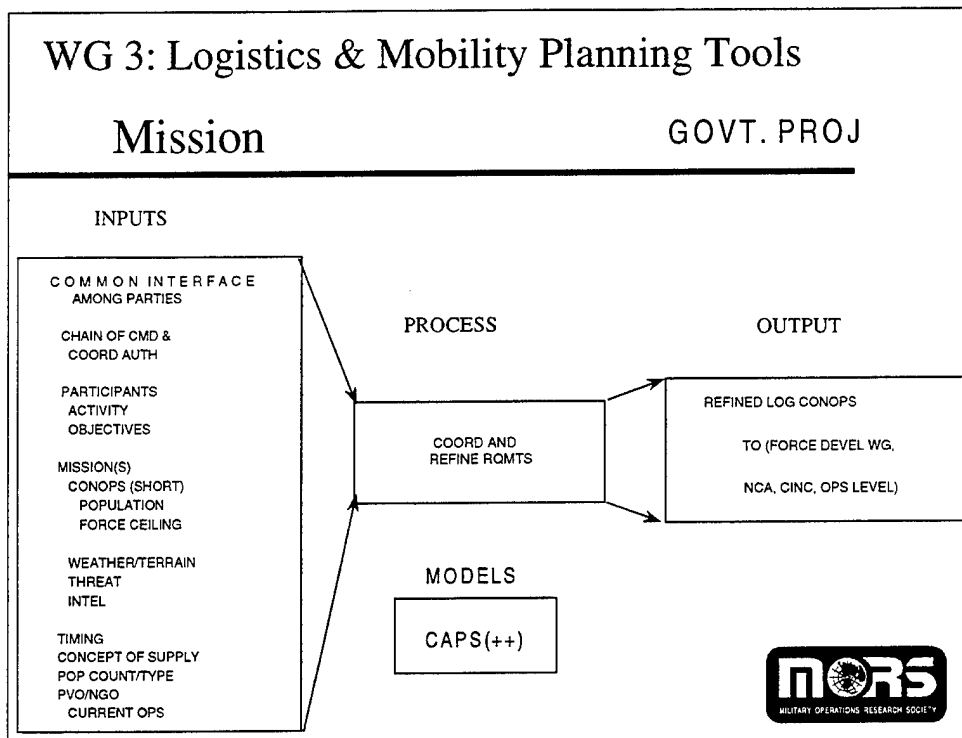 WG 3: Logistics & Mobility Planning Tools
Mission
GOVT. PROJ
INPUTS
COMMON INTERFACE
AMONG PARTIES
CHAIN OF CMD &
COORD AUTH
PARTICIPANTS
ACTIVITY
OBJECTIVES
MISSION(S)
CONOPS (SHORT)
POPULATION
FORCE CEILING
WEATHER/TERRAIN
THREAT
INTEL
TIMING
CONCEPT OF SUPPLY
POP COUNT/TYPE
PVO/NGO
CURRENT OPS
PROCESS
COORD AND
REFINE RQMTS
MODELS
CAPS(++)
OUTPUT
REFINED LOG CONOPS
TO (FORCE DEVEL WG,
NCA, CINC, OPS LEVEL)
MORS
MILITARY OPERATIONS RESEARCH SOCIETY